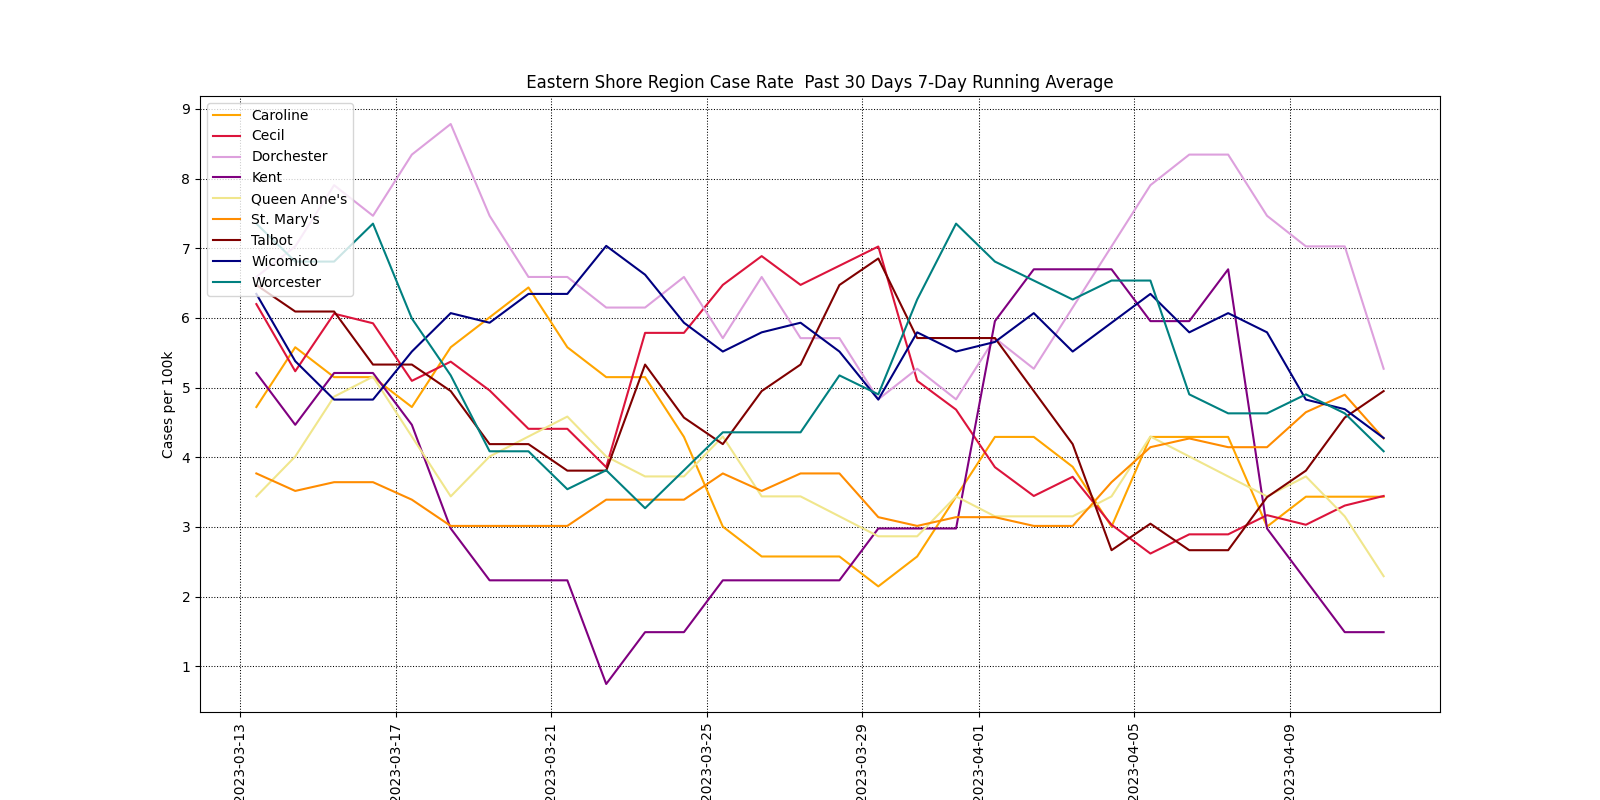 Eastern Shore Region Case Rate  Past 30 Days 7-Day Running Average
9
8
7
6
5
4
3
2
1
Cases per 100k
Caroline
Cecil
Dorchester
Kent
Queen Anne's
St. Mary's
Talbot
Wicomico
Worcester
2023-03-13
2023-03-17
2023-03-21
2023-03-25
2023-03-29
2023-04-01
2023-04-05
2023-04-09